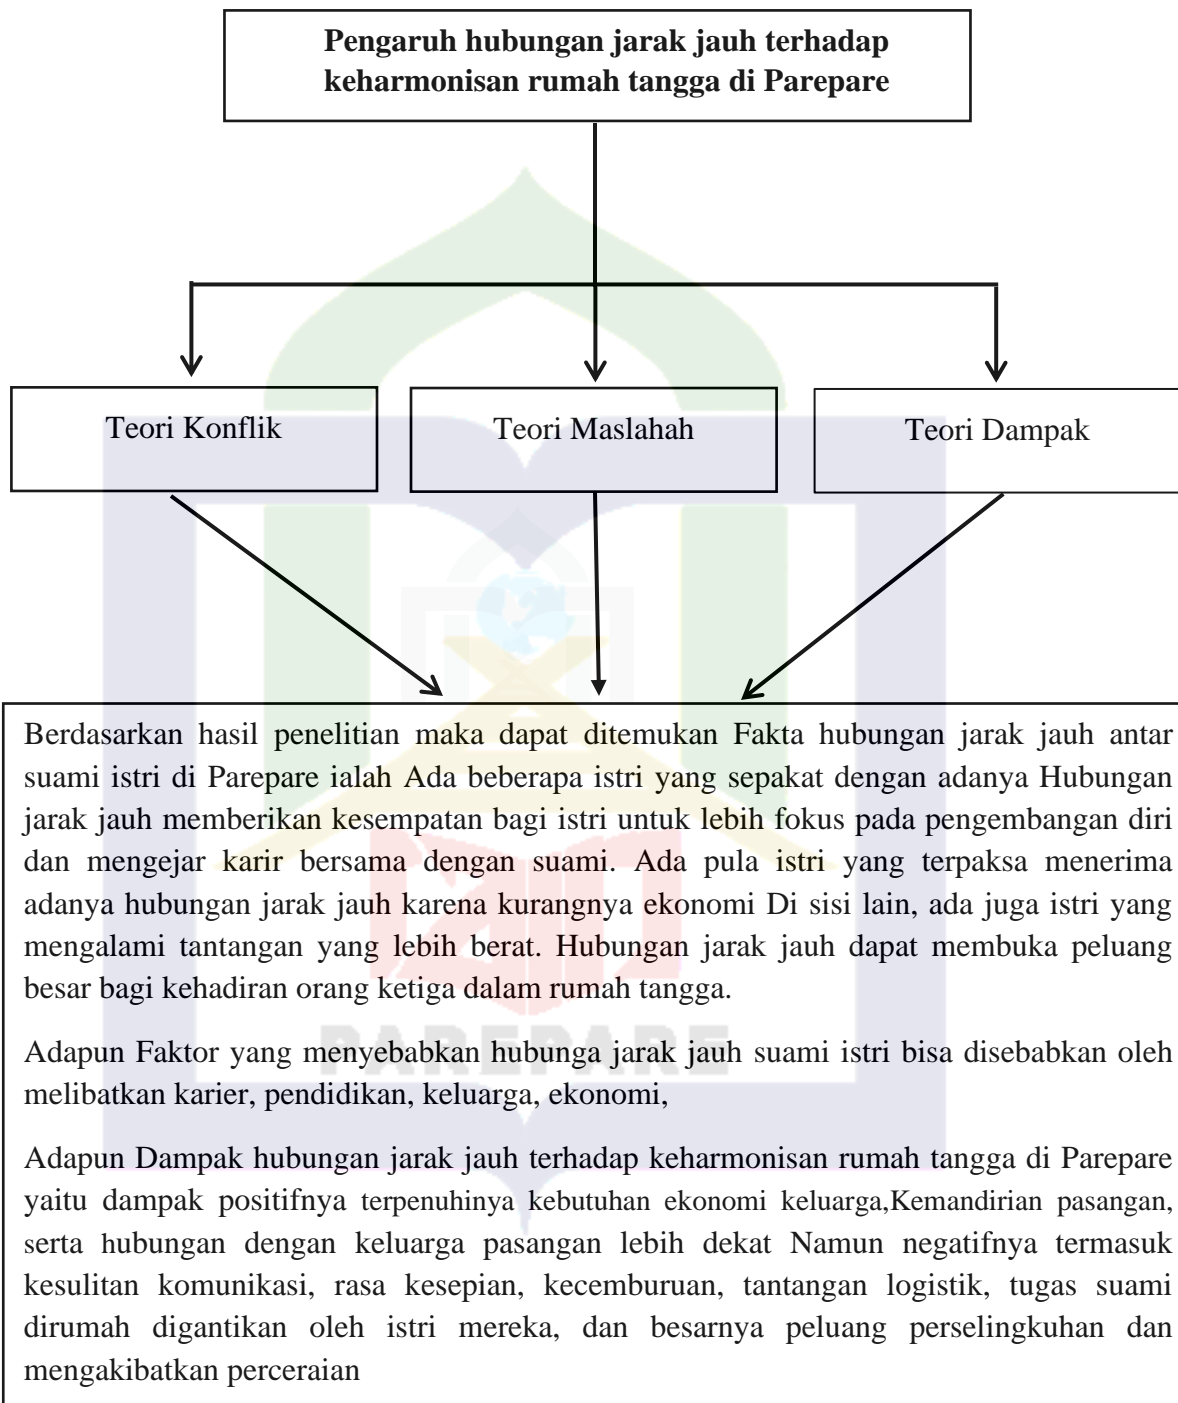 Pengaruh hubungan jarak jauh terhadap
keharmonisan rumah tangga di Parepare
Teori Konflik
Teori Maslahah
Teori Dampak
Berdasarkan hasil penelitian maka dapat ditemukan Fakta hubungan jarak jauh antar
suami istri di Parepare ialah Ada beberapa istri yang sepakat dengan adanya Hubungan
jarak jauh memberikan kesempatan bagi istri untuk lebih fokus pada pengembangan diri
dan mengejar karir bersama dengan suami. Ada pula istri yang terpaksa menerima
adanya hubungan jarak jauh karena kurangnya ekonomi Di sisi lain, ada juga istri yang
mengalami tantangan yang lebih berat. Hubungan jarak jauh dapat membuka peluang
besar bagi kehadiran orang ketiga dalam rumah tangga.
PAREPARE
Adapun Faktor yang menyebabkan hubunga jarak jauh suami istri bisa disebabkan oleh
melibatkan karier, pendidikan, keluarga, ekonomi,
Adapun Dampak hubungan jarak jauh terhadap keharmonisan rumah tangga di Parepare
yaitu dampak positifnya terpenuhinya kebutuhan ekonomi keluarga,Kemandirian pasangan,
serta hubungan dengan keluarga pasangan lebih dekat Namun negatifnya termasuk
kesulitan komunikasi, rasa kesepian, kecemburuan, tantangan logistik, tugas suami
dirumah digantikan oleh istri mereka, dan besarnya peluang perselingkuhan dan
mengakibatkan perceraian